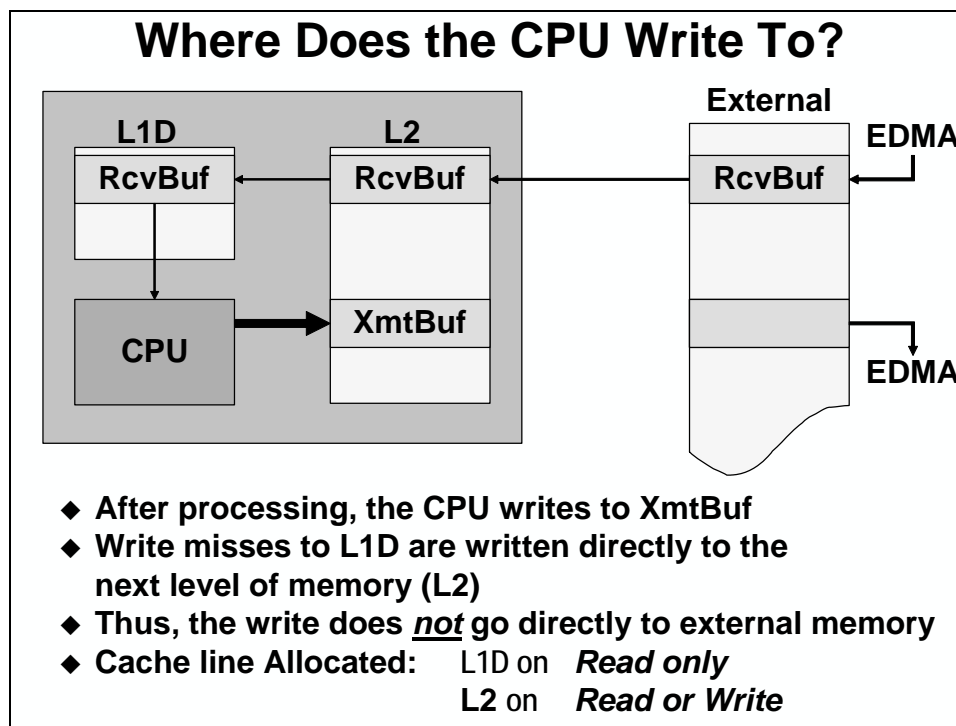 Where Does the CPU Write To?
External
L1D
L2
EDMA
RcvBuf
RcvBuf
RcvBuf
XmtBuf
CPU
EDMA
◆ After processing, the CPU writes to XmtBuf
◆ Write misses to L1D are written directly to the
next level of memory (L2)
◆ Thus, the write does not go directly to external memory
◆ Cache line Allocated: L1D on Read only
L2 on Read or Write